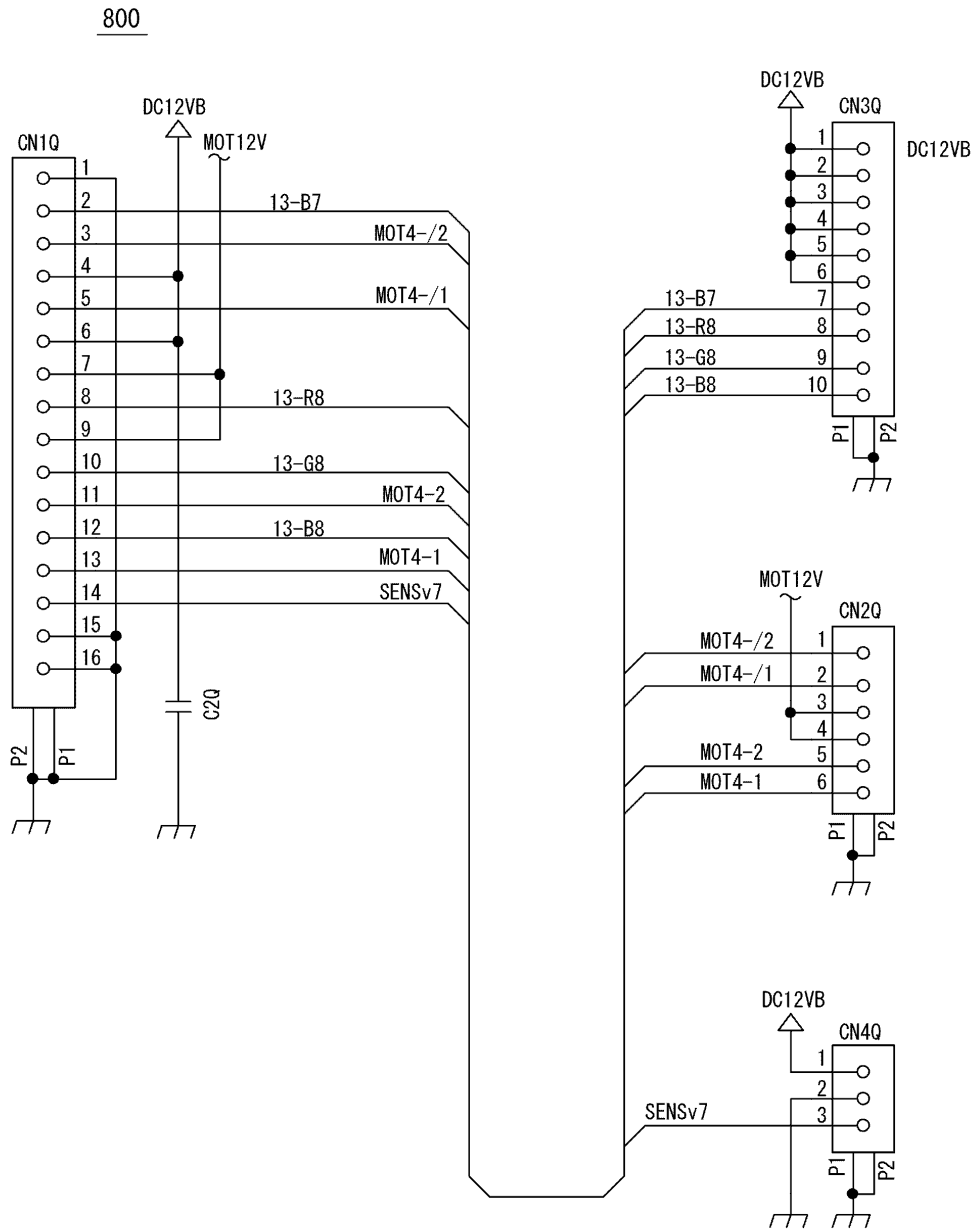 800
DC12VB
MOT12V
CN1Q
1
2
3
4
5
6
7
8
9
10
11
12
13
14
15
16
13-B7
MOT4-/2
MOT4-/1
13-R8
13-G8
MOT4-2
13-B8
MOT4-1
SENSv7
P2
P1
C2Q
DC12VB
CN3Q
DC12VB
1
2
3
4
5
6
7
8
9
10
13-B7
13-R8
13-G8
13-B8
P1
P2
MOT12V
CN2Q
1
2
3
4
5
6
MOT4-/2
MOT4-/1
MOT4-2
MOT4-1
P1
P2
DC12VB
CN4Q
1
2
3
SENSv7
P1
P2